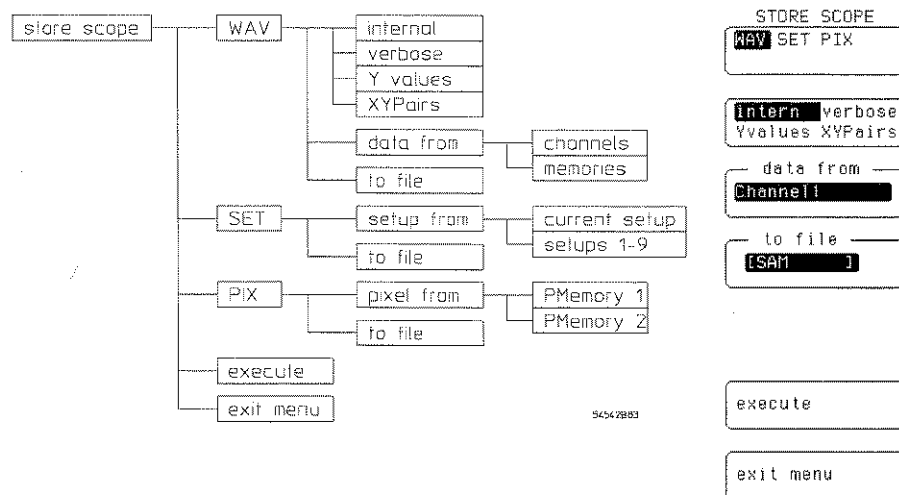 store scope
WAV
internal
verbose
Y values
XYPairs
data from
channels
memories
to file
SET
setup from
current setup
setups 1-9
to file
PIX
pixel from
PMemory 1
PMemory 2
to file
execute
exit menu
STORE SCOPE
WAV SET PIX
intern verbose
Yvalues XYPairs
data from
Channel1
to file
[SAM ]
execute
exit menu